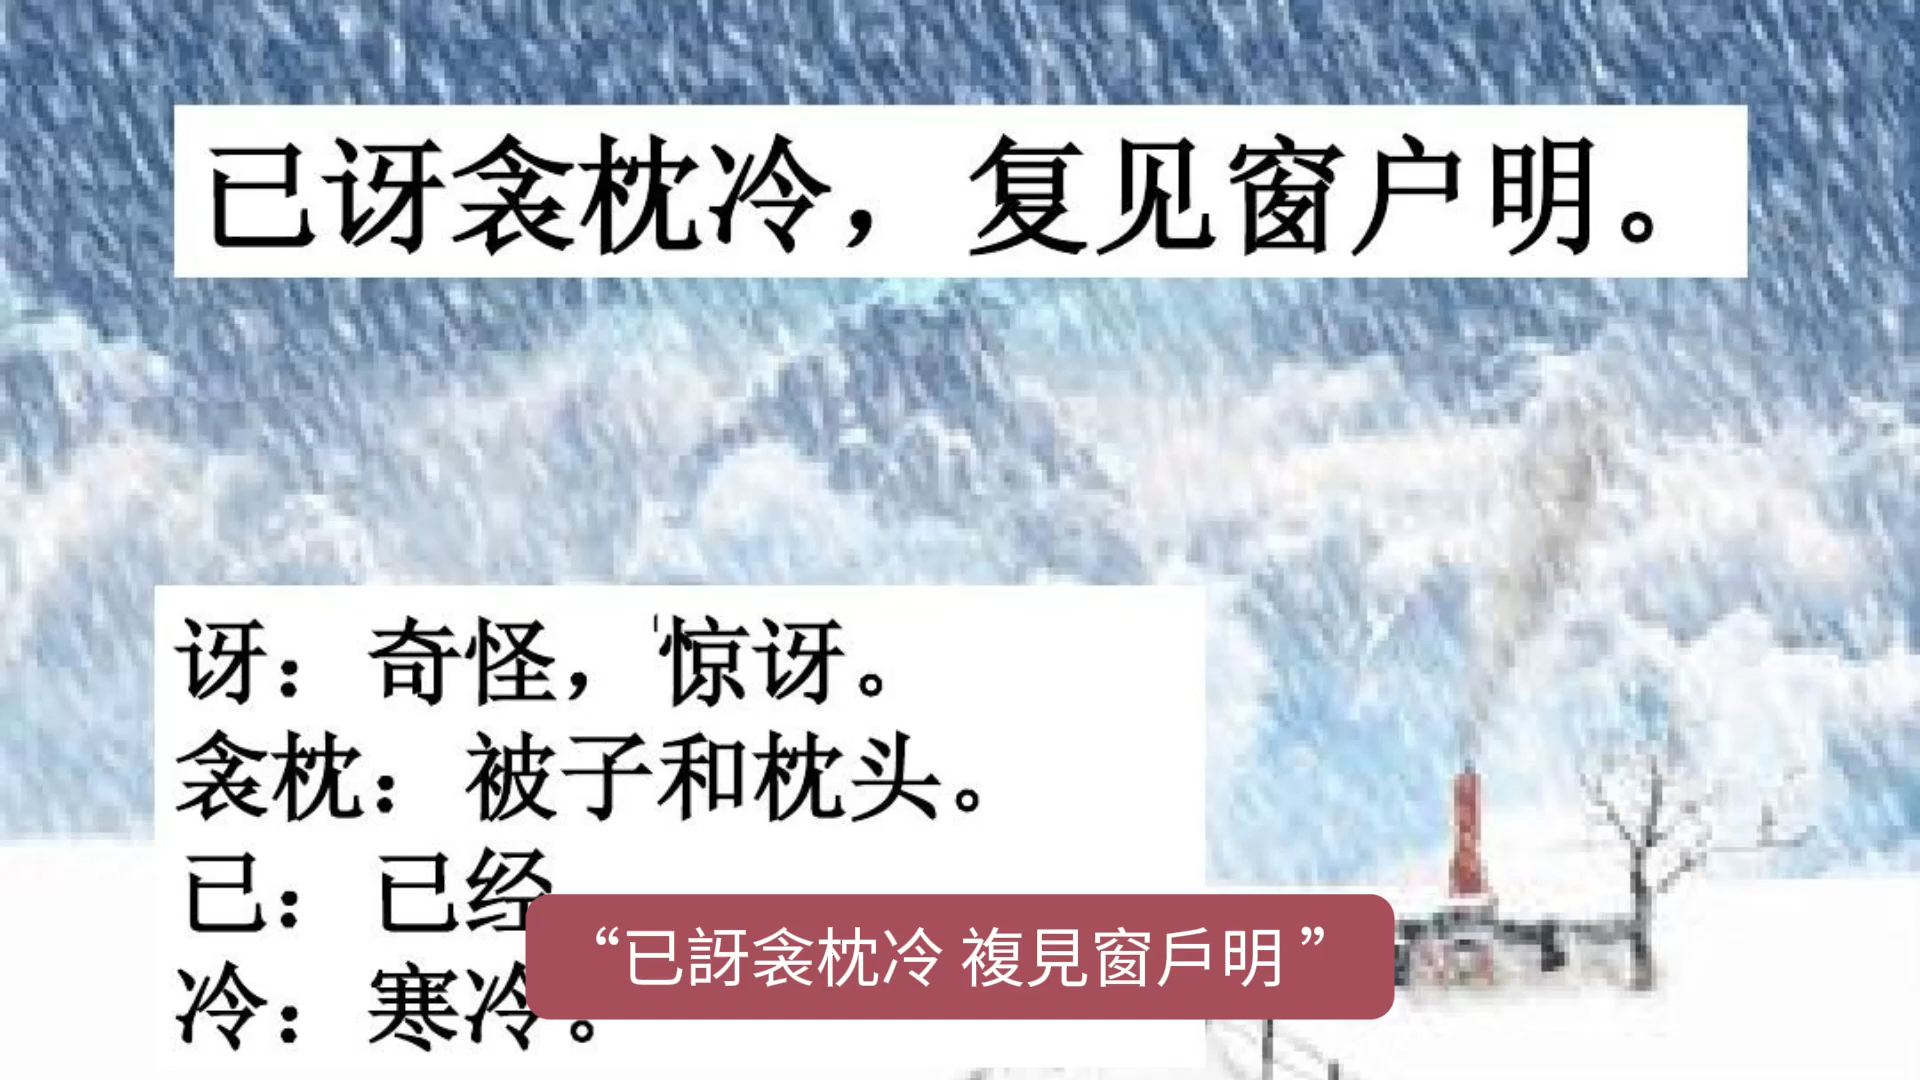 已讶衾枕冷，复见窗户明。
讶：奇怪，惊讶。
衾枕：被子和枕头。
已：已经
冷：寒冷。
“已訝衾枕冷 複見窗戶明 ”